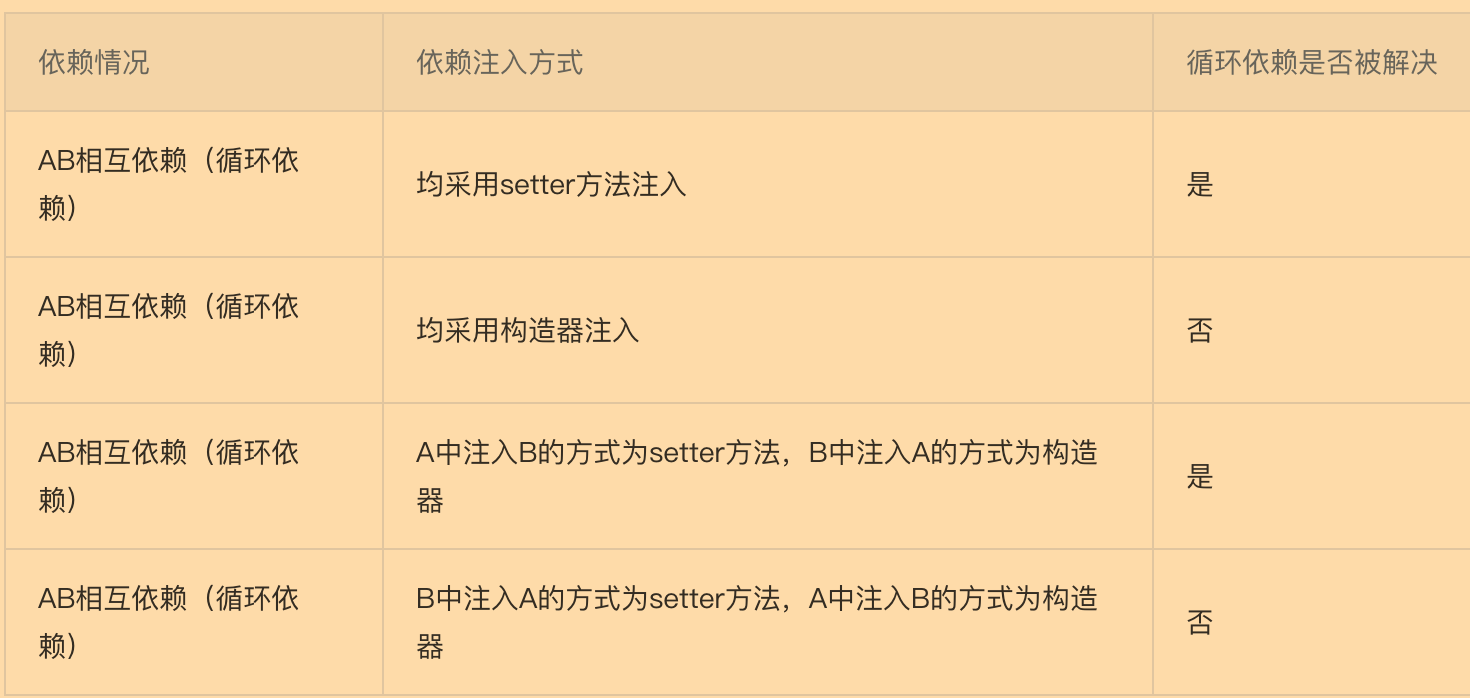 依赖情况
依赖注入方式
循环依赖是否被解决
AB相互依赖（循环依
赖）
均采用setter方法注入
是
AB相互依赖（循环依
赖）
均采用构造器注入
否
AB相互依赖（循环依
赖）
A中注入B的方式为setter方法，B中注入A的方式为构造
器
是
AB相互依赖（循环依
赖）
B中注入A的方式为setter方法，A中注入B的方式为构造
器
否